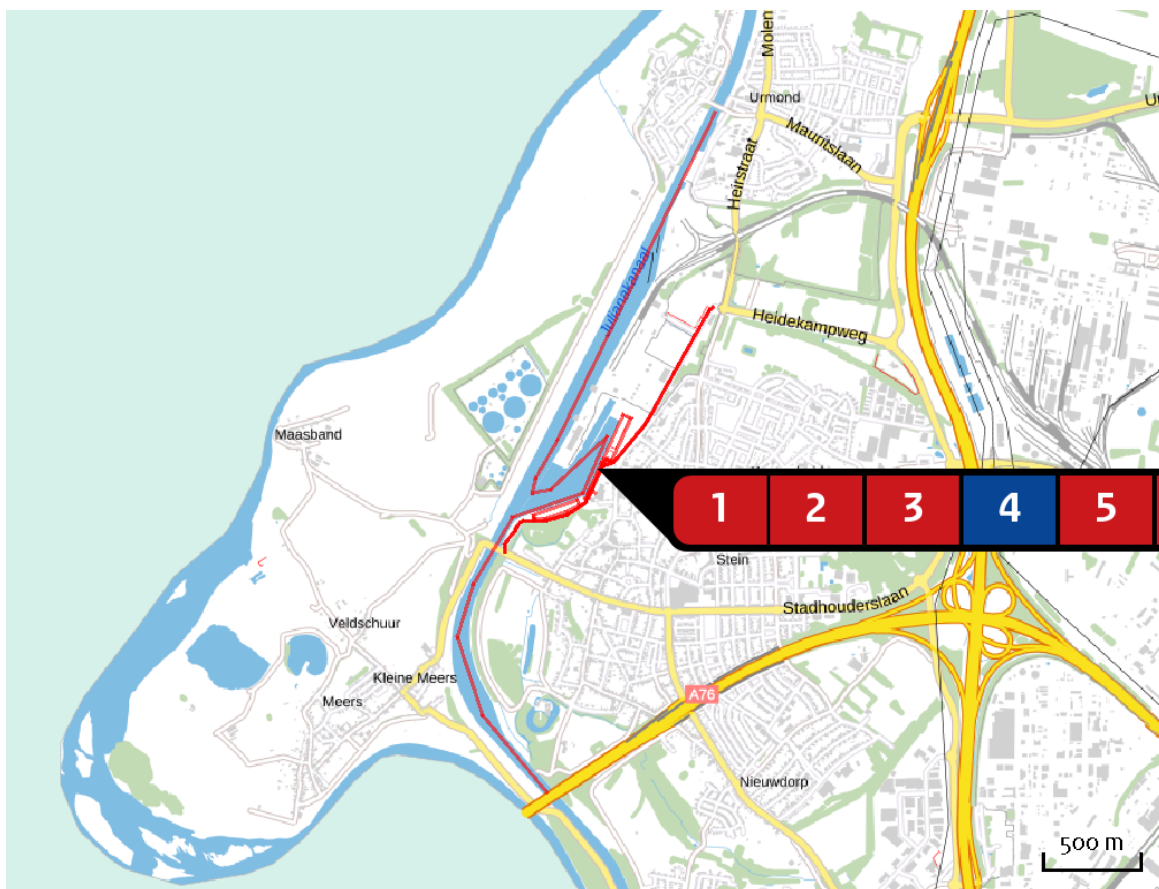 Molen
Urmond
Mauritslaan
Heirstraat
Julianakanaal
Heidekampweg
Maasband
1 2 3 4 5
Stein
Stadhouderslaan
Veldschuur
Kleine Meers
Meers
A76
Nieuwdorp
500 m